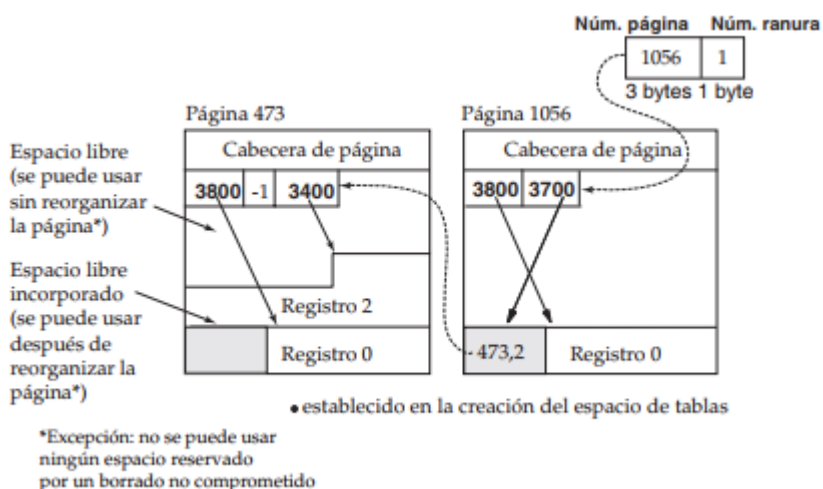 Núm. página Núm. ranura
1056 1
3 bytes 1 byte
Página 473
Página 1056
Cabecera de página
Cabecera de página
3800 -1 3400
3800 3700
Espacio libre
(se puede usar
sin reorganizar
la página*)
Espacio libre
incorporado
(se puede usar
después de
reorganizar la
página*)
Registro 2
Registro 0
473,2 Registro 0
• establecido en la creación del espacio de tablas
*Excepción: no se puede usar
ningún espacio reservado
por un borrado no comprometido